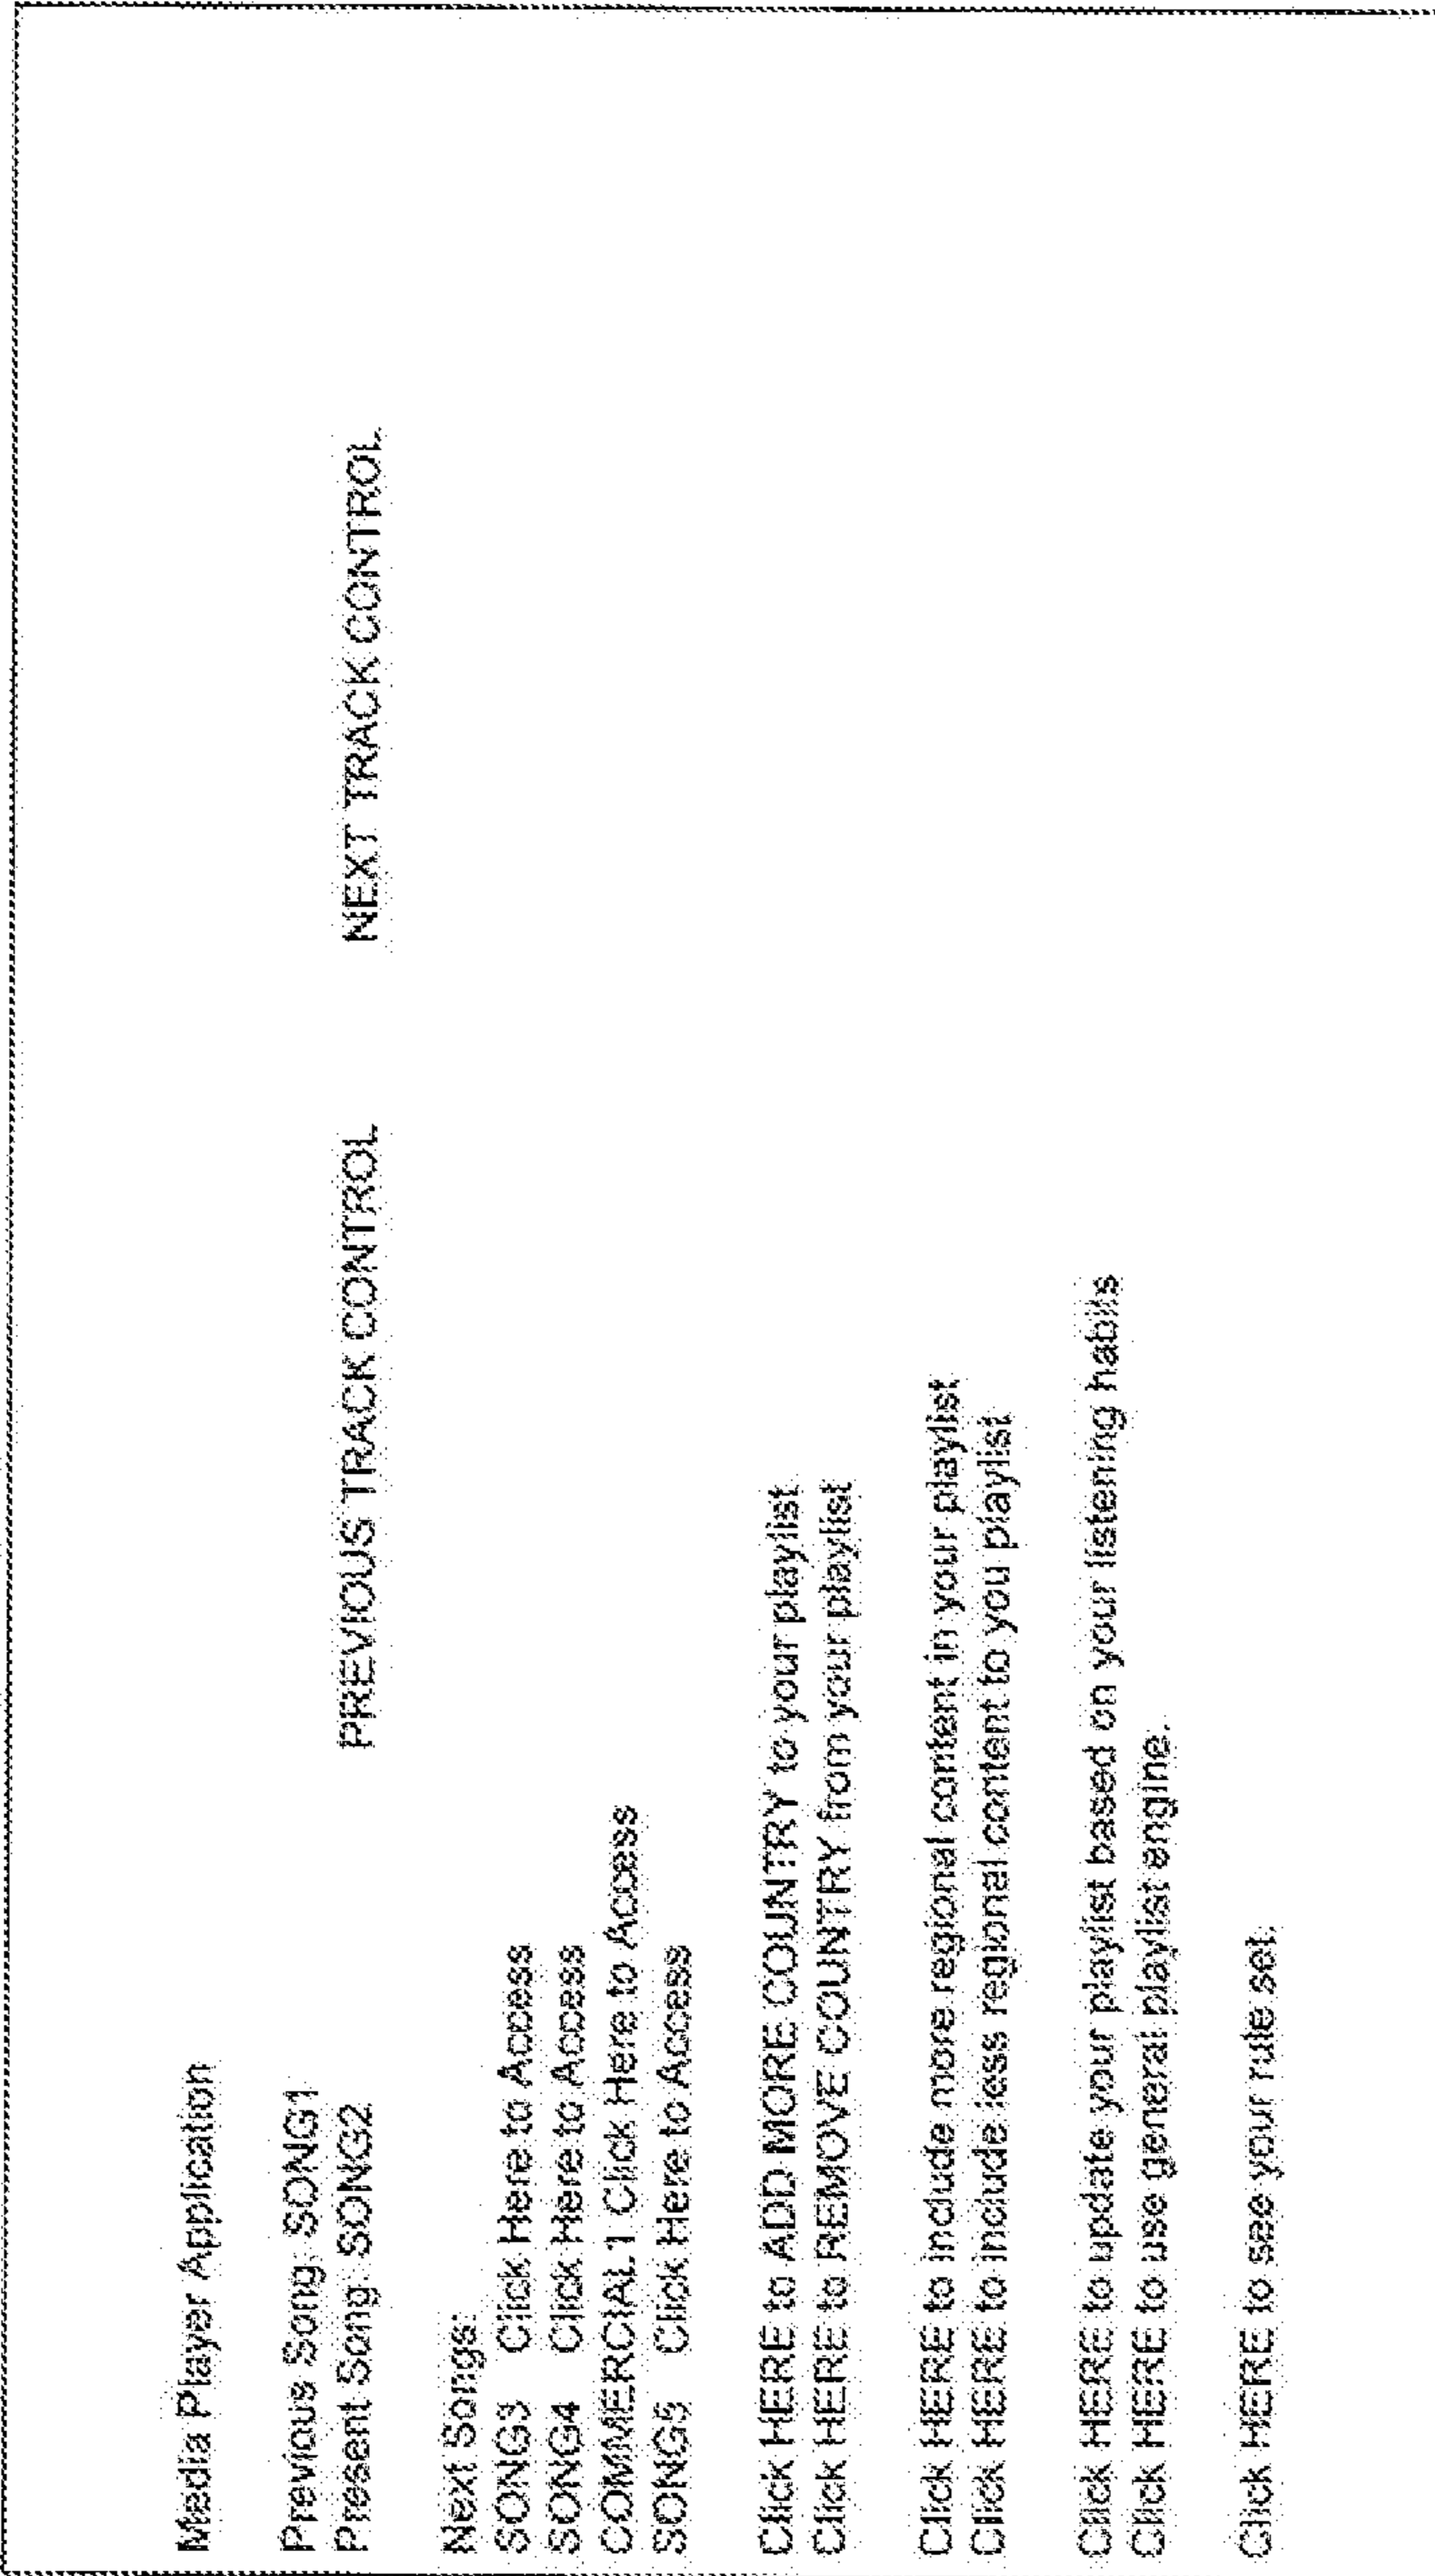 Media Player Application
Previous Song: SONG1
Present Song: SONG2 PREVIOUS TRACK CONTROL NEXT TRACK CONTROL
Next Songs:
SONG3 Click Here to Access
SONG4 Click Here to Access
COMMERCIAL1 Click Here to Access
SONG5 Click Here to Access
Click HERE to ADD MORE COUNTRY to your playlist
Click HERE to REMOVE COUNTRY from your playlist
Click HERE to include more regional content in your playlist
Click HERE to include less regional content to you playlist
Click HERE to update your playlist based on your listening habits
Click HERE to use general playlist engine.
Click HERE to see your rule set.